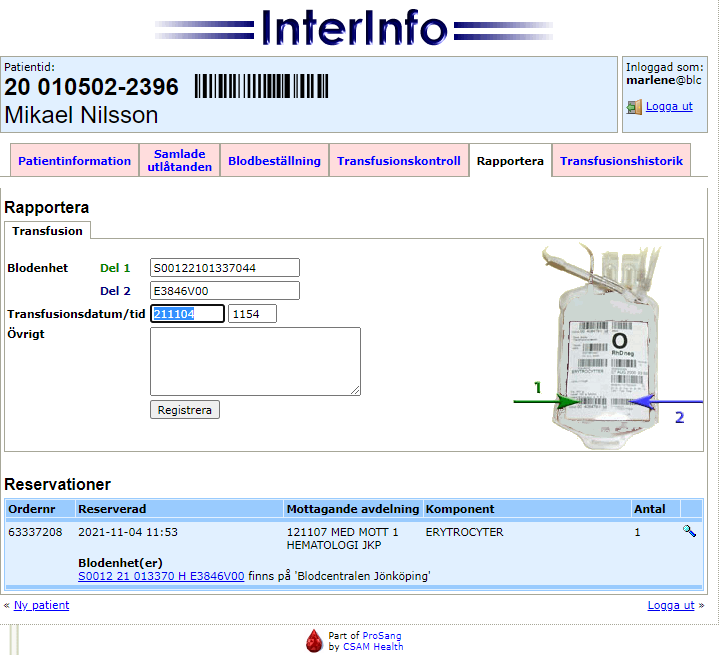 InterInfo
Patientid:
20 010502-2396
Mikael Nilsson
Inloggad som:
marlene@blc
Logga ut
Patientinformation
Samlade
utlåtanden
Blodbeställning
Transfusionskontroll
Rapportera
Transfusionshistorik
Rapportera
Transfusion
Blodenhet Del 1 S00122101337044
Del 2 E3846V00
Transfusionsdatum/tid 211104 1154
Övrigt
Registrera
O
RhD neg
ERYTROCYTER
1
2
Reservationer
Ordernr Reserverad Mottagande avdelning Komponent Antal
63337208 2021-11-04 11:53 121107 MED MOTT 1 ERYTROCYTER 1
HEMATOLOGI JKP
Blodenhet(er)
S0012 21 013370 H E3846V00 finns på 'Blodcentralen Jönköping'
« Ny patient
Logga ut »
Part of ProSang
by CSAM Health